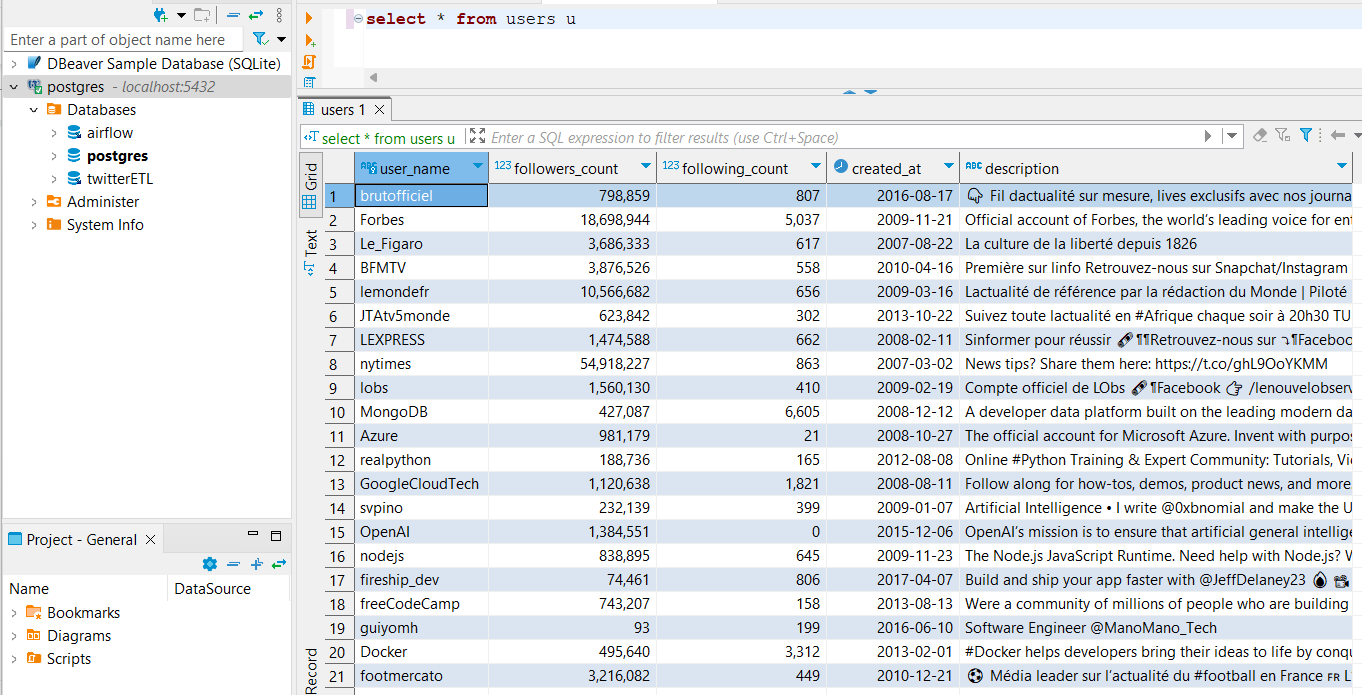 select * from users u
Enter a part of object name here
DBeaver Sample Database (SQLite)
postgres - localhost:5432
Databases
airflow
postgres
twitterETL
Administer
System Info
users 1
select * from users u Enter a SQL expression to filter results (use Ctrl+Space)
Grid
Text
Record
user_name 123 followers_count 123 following_count created_at ABC description
1 brutofficiel 798,859 807 2016-08-17 Fil dactualité sur mesure, lives exclusifs avec nos journa
2 Forbes 18,698,944 5,037 2009-11-21 Official account of Forbes, the world’s leading voice for ent
3 Le_Figaro 3,686,333 617 2007-08-22 La culture de la liberté depuis 1826
4 BFMTV 3,876,526 558 2010-04-16 Première sur linfo Retrouvez-nous sur Snapchat/Instagram
5 lemondefr 10,566,682 656 2009-03-16 Lactualité de référence par la rédaction du Monde | Piloté
6 JTAtv5monde 623,842 302 2013-10-22 Suivez toute lactualité en #Afrique chaque soir à 20h30 TU
7 LEXPRESS 1,474,588 662 2008-02-11 Sinformer pour réussir 🗞¶¶Retrouvez-nous sur ⤵¶Faceboo
8 nytimes 54,918,227 863 2007-03-02 News tips? Share them here: https://t.co/ghL9OoYKMM
9 lobs 1,560,130 410 2009-02-19 Compte officiel de LObs 🗞¶Facebook 👉 /lenouvelobserv
10 MongoDB 427,087 6,605 2008-12-12 A developer data platform built on the leading modern da
11 Azure 981,179 21 2008-10-27 The official account for Microsoft Azure. Invent with purpos
12 realpython 188,736 165 2012-08-08 Online #Python Training & Expert Community: Tutorials, Vi
13 GoogleCloudTech 1,120,638 1,821 2008-08-11 Follow along for how-tos, demos, product news, and more
14 svpino 232,139 399 2009-01-07 Artificial Intelligence • I write @0xbnomial and make the U
15 OpenAI 1,384,551 0 2015-12-06 OpenAI’s mission is to ensure that artificial general intellige
16 nodejs 838,895 645 2009-11-23 The Node.js JavaScript Runtime. Need help with Node.js? V
17 fireship_dev 74,461 806 2017-04-07 Build and ship your app faster with @JeffDelaney23
18 freeCodeCamp 743,207 158 2013-08-13 Were a community of millions of people who are building
19 guiyomh 93 199 2016-06-10 Software Engineer @ManoMano_Tech
20 Docker 495,640 3,312 2013-02-01 #Docker helps developers bring their ideas to life by conqu
21 footmercato 3,216,082 449 2010-12-21 ⚽ Média leader sur l’actualité du #football en France FR L
Project - General
Name DataSource
Bookmarks
Diagrams
Scripts